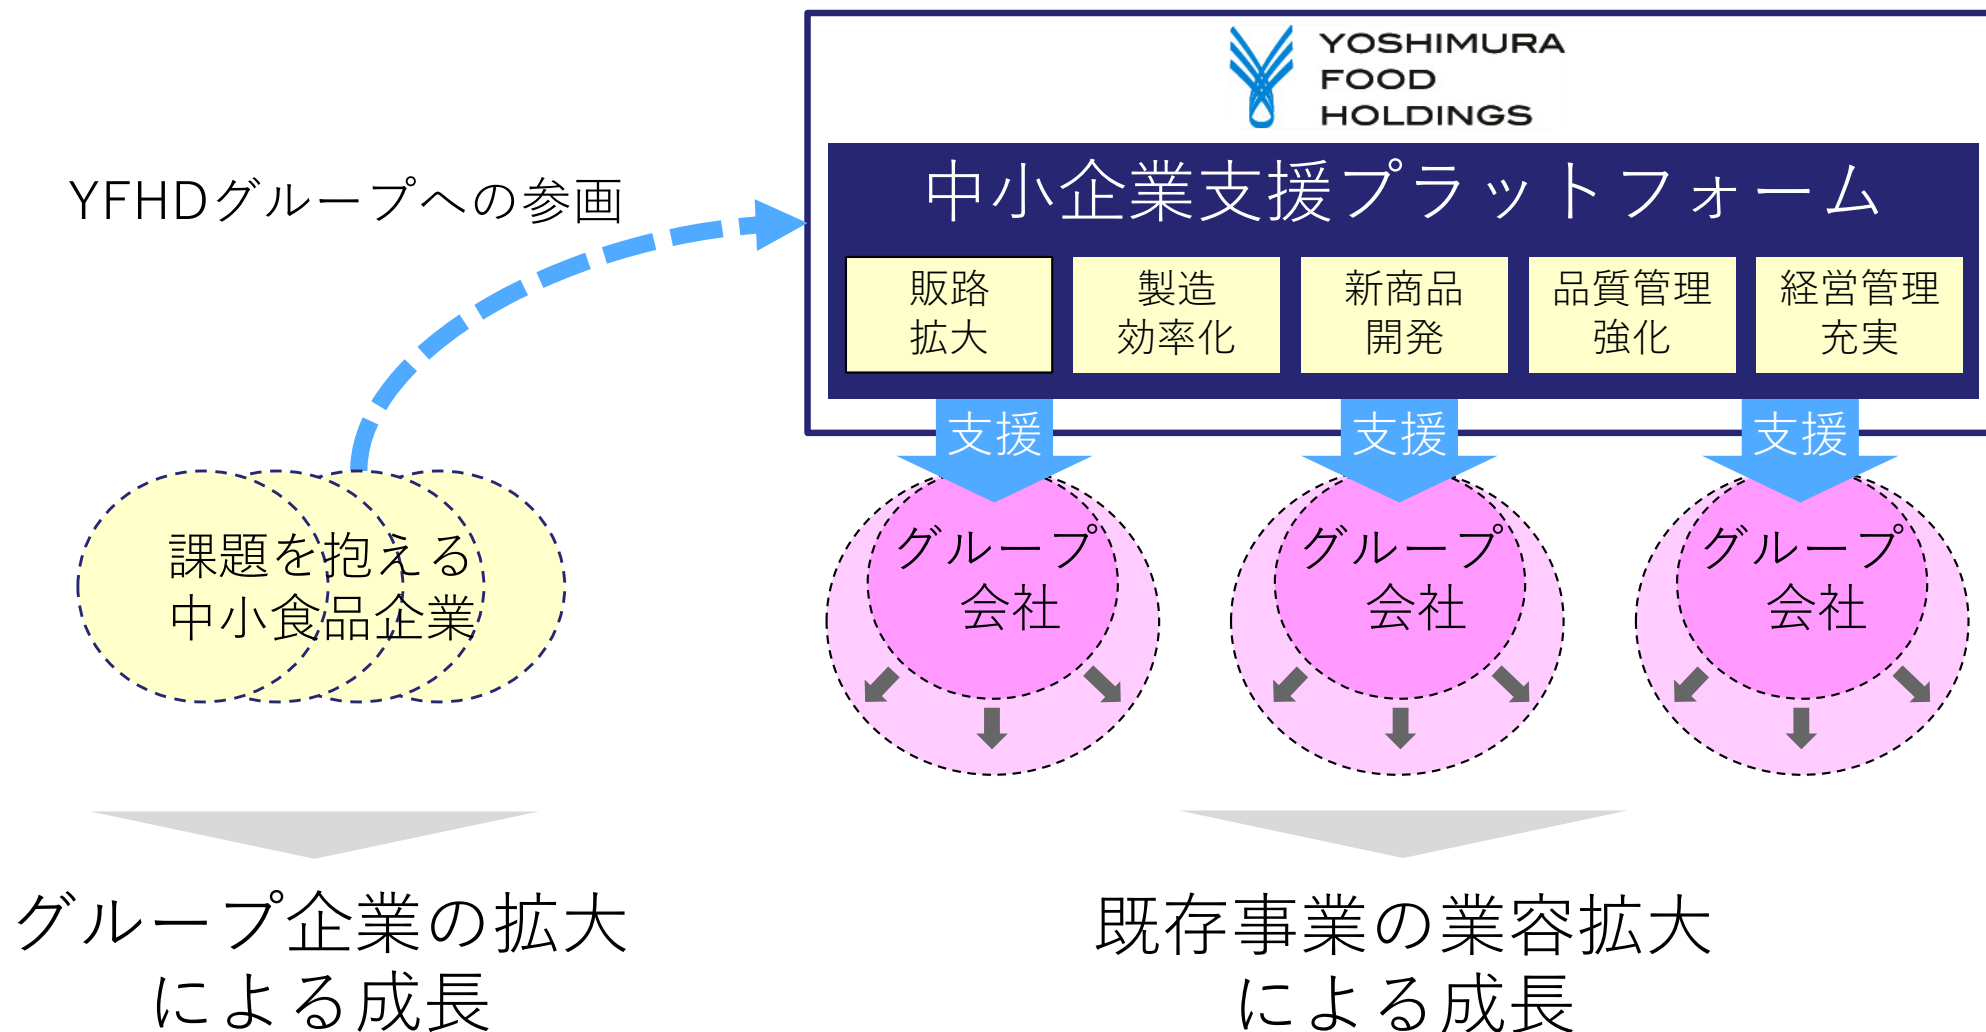 YOSHIMURA
FOOD
HOLDINGS
YFHDグループへの参画
中小企業支援プラットフォーム
販路
拡大
製造
効率化
新商品
開発
品質管理
強化
経営管理
充実
支援
支援
支援
課題を抱える
中小食品企業
グループ
会社
グループ
会社
グループ
会社
グループ企業の拡大
による成長
既存事業の業容拡大
による成長